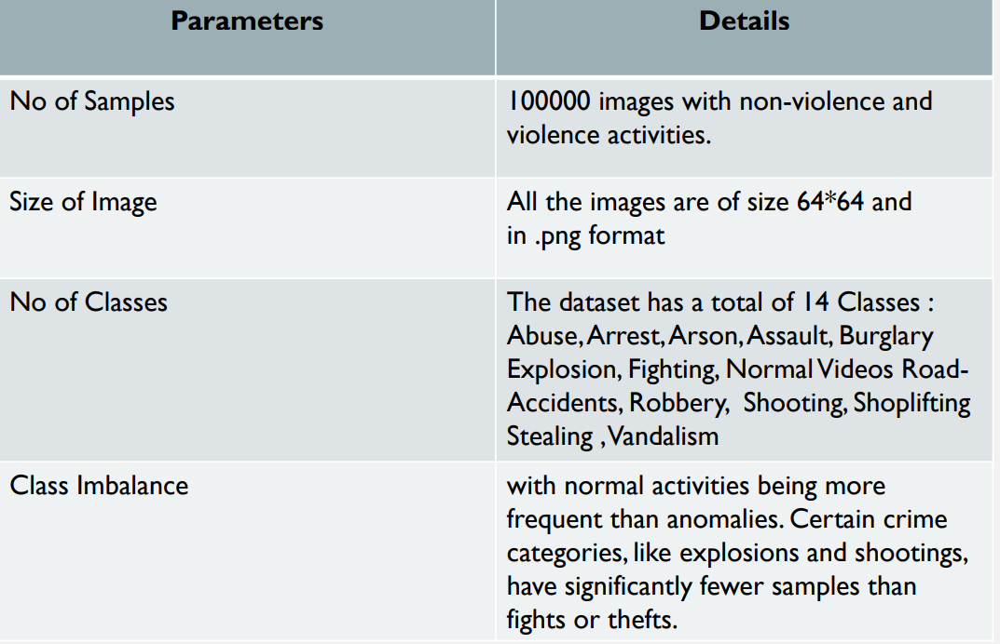 Parameters
Details
No of Samples
100000 images with non-violence and
violence activities.
Size of Image
All the images are of size 64*64 and
in .png format
No of Classes
The dataset has a total of 14 Classes :
Abuse, Arrest, Arson, Assault, Burglary
Explosion, Fighting, Normal Videos Road-
Accidents, Robbery,  Shooting, Shoplifting
Stealing , Vandalism
Class Imbalance
with normal activities being more
frequent than anomalies. Certain crime
categories, like explosions and shootings,
have significantly fewer samples than
fights or thefts.